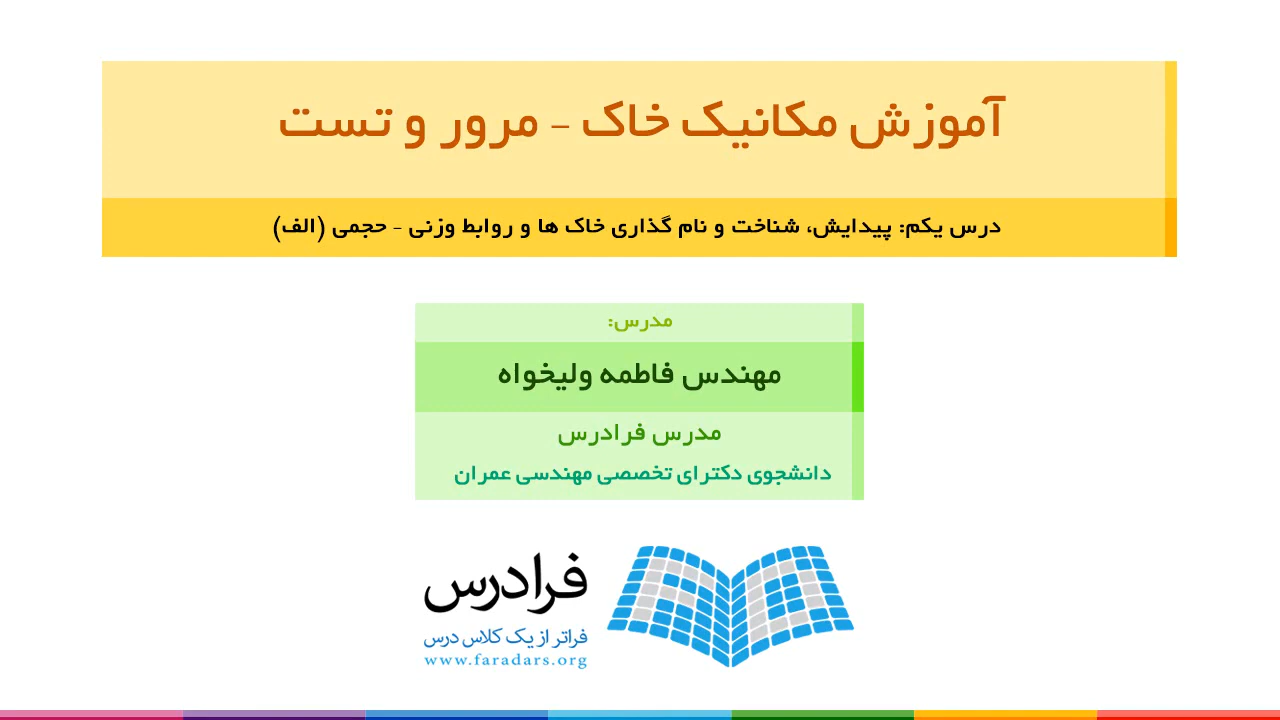 آموزش مکانیک خاک - مرور و تست
درس یکم: پیدایش، شناخت و نام گذاری خاک ها و روابط وزنی - حجمی (الف)
مدرس:
مهندس فاطمه ولیخواه
مدرس فرادرس
دانشجوی دکترای تخصصی مهندسی عمران
فرادرس
فراتر از یک کلاس درس
www.faradars.org